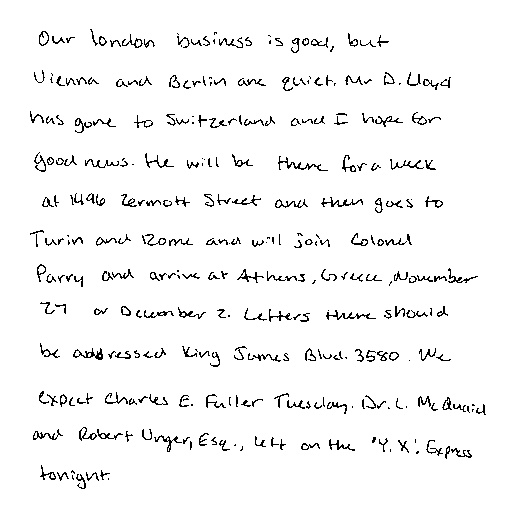 Our london business is good, but
Vienna and Berlin are quiet. Mr D. Lloyd
has gone to Switzerland and I hope for
good news. He will be there for a week
at 1496 Zermott Street and then goes to
Turin and Rome and will join Colonel
Parry and arrive at Athens, Greece, November
27 or December 2. Letters there should
be addressed King James Blvd. 3580. We
expect Charles E. Fuller Tuesday. Dr. L. McQuaid
and Robert Unger, Esq., left on the "Y. X". Express
tonight.